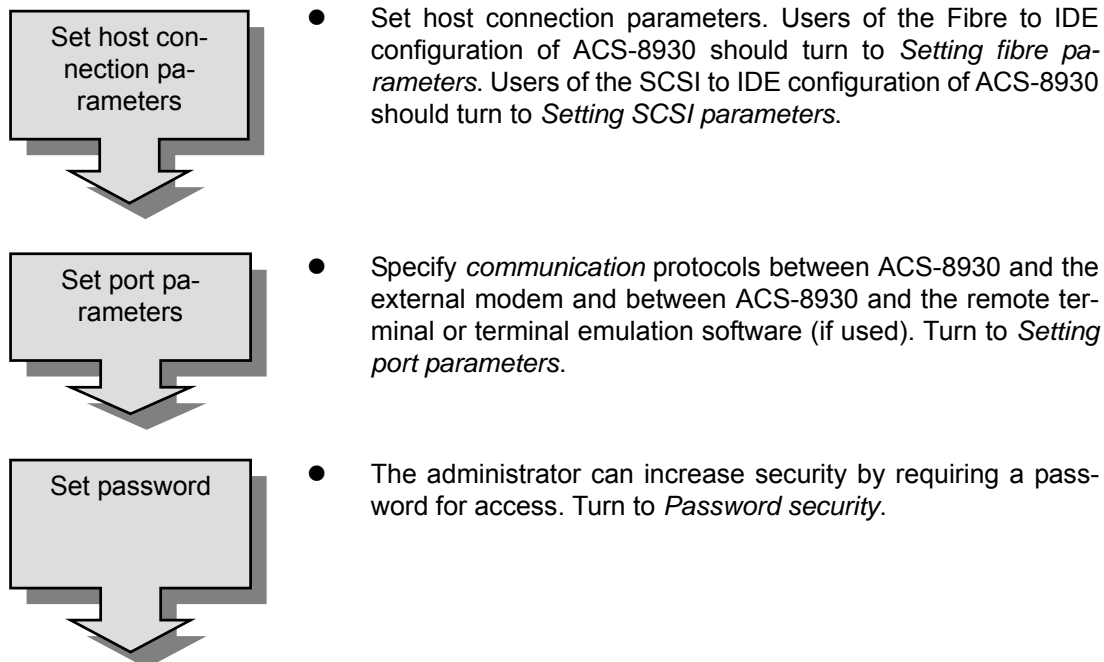 Set host con-
nection pa-
rameters
● Set host connection parameters. Users of the Fibre to IDE
configuration of ACS-8930 should turn to Setting fibre pa-
rameters. Users of the SCSI to IDE configuration of ACS-8930
should turn to Setting SCSI parameters.
Set port pa-
rameters
● Specify communication protocols between ACS-8930 and the
external modem and between ACS-8930 and the remote ter-
minal or terminal emulation software (if used). Turn to Setting
port parameters.
Set password
● The administrator can increase security by requiring a pass-
word for access. Turn to Password security.